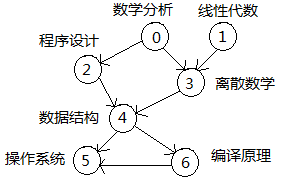 数学分析 线性代数
程序设计 0 1
2 3 离散数学
数据结构 4
操作系统 5 6 编译原理